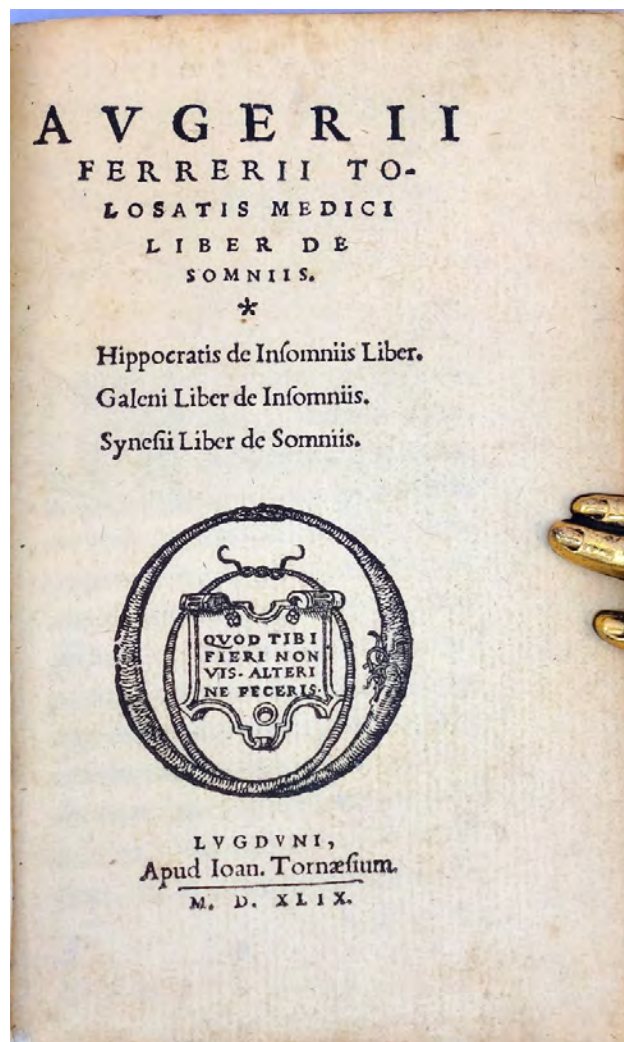 AVGERII
FERRERII TO-
LOSATIS MEDICI
LIBER DE
SOMNIIS.
*
Hippocratis de Inſomniis Liber.
Galeni Liber de Inſomniis.
Syneſii Liber de Somniis.
QVOD TIBI
FIERI NON
VIS. ALTERI
NE FECERIS.
LVGDVNI,
Apud Ioan. Tornæſium.
M. D. XLIX.